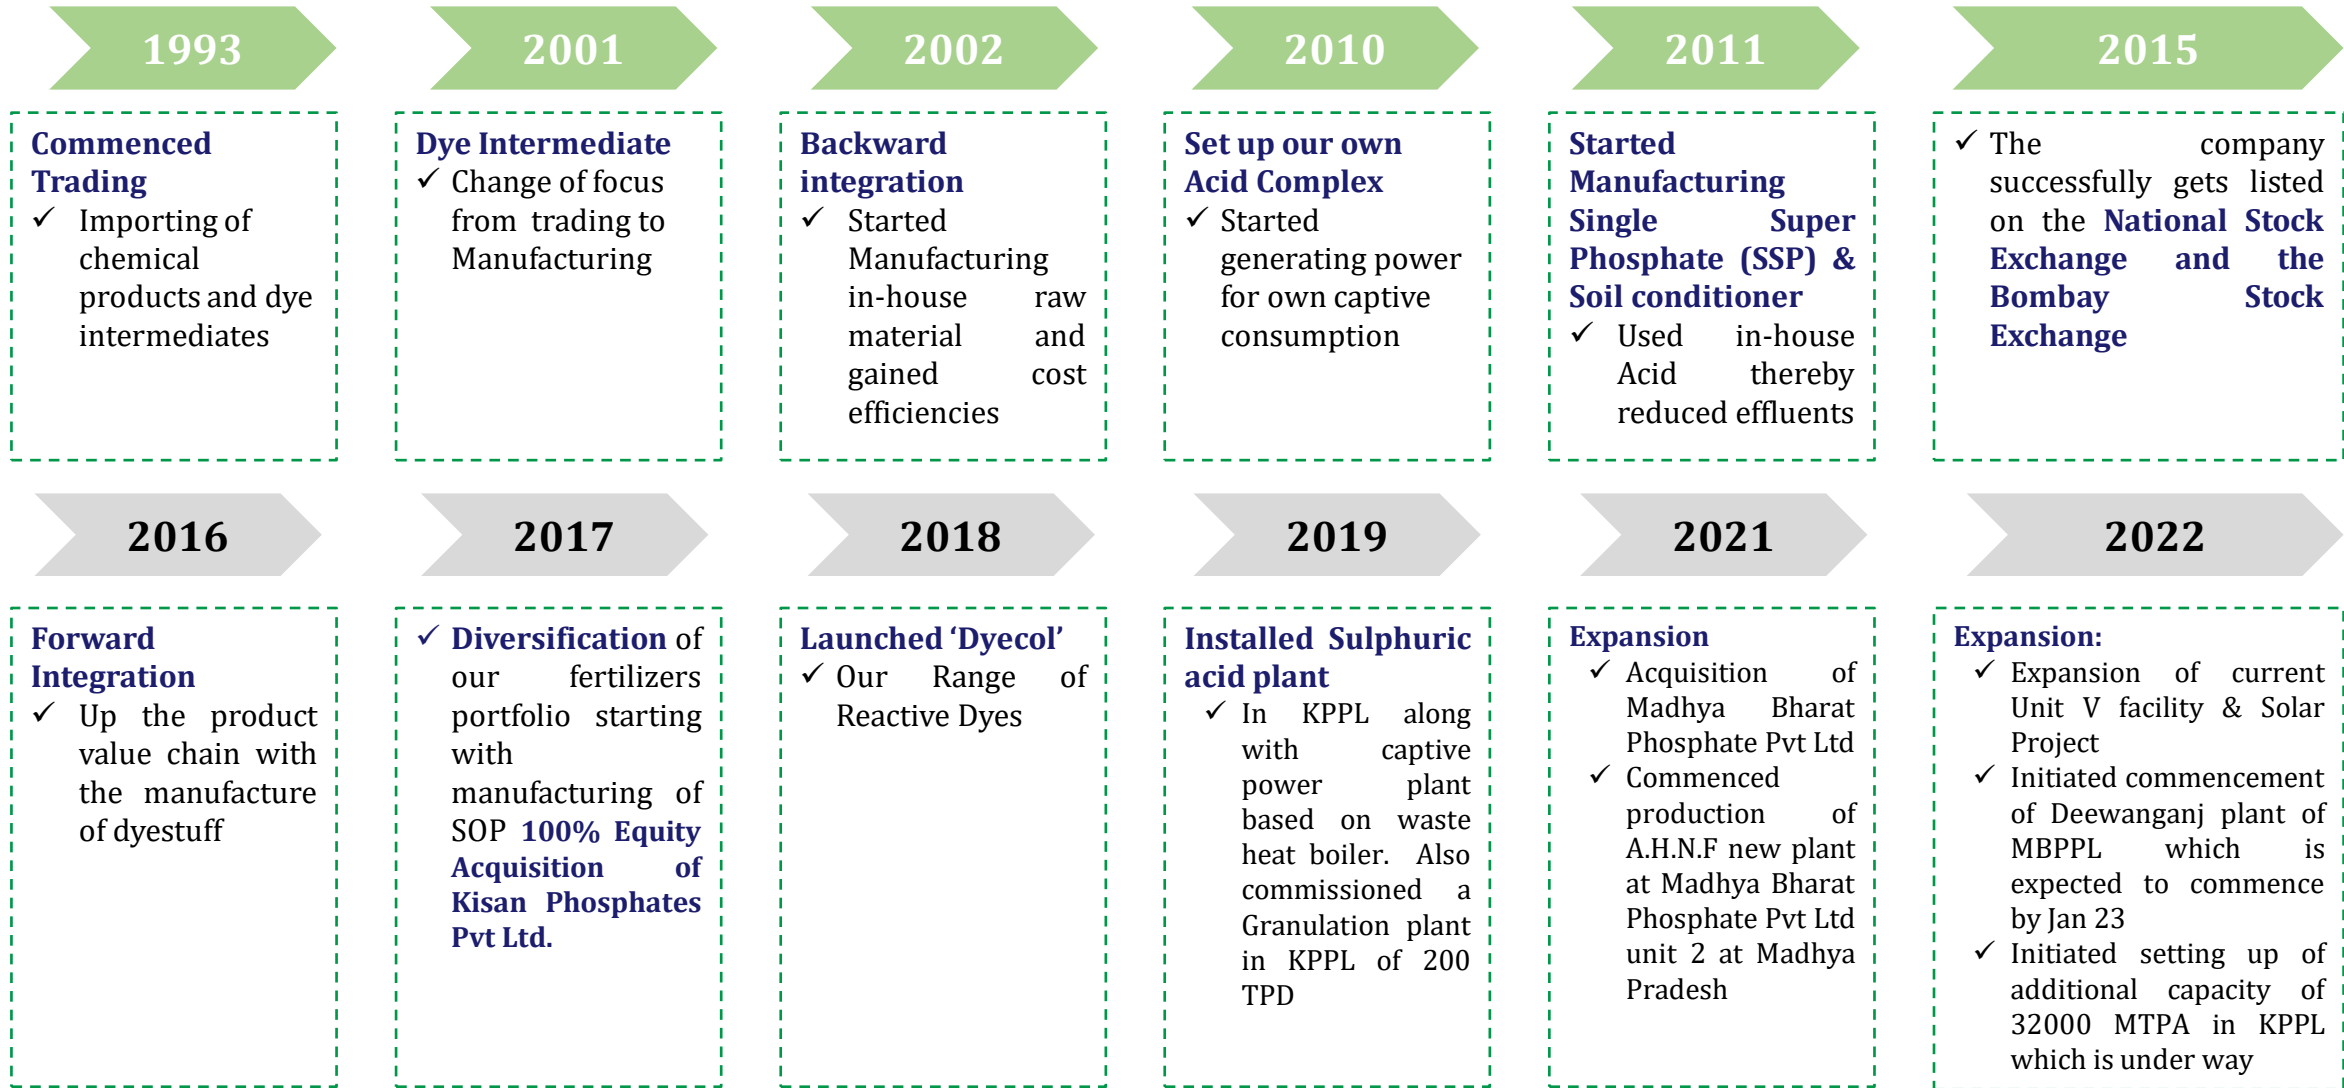 1993
2001
2002
2010
2011
2015
Commenced
Trading
✓ Importing of
chemical
products and dye
intermediates
Dye Intermediate
✓ Change of focus
from trading to
Manufacturing
Backward
integration
✓ Started
Manufacturing
in-house raw
material and
gained cost
efficiencies
Set up our own
Acid Complex
✓ Started
generating power
for own captive
consumption
Started
Manufacturing
Single Super
Phosphate (SSP) &
Soil conditioner
✓ Used in-house
Acid thereby
reduced effluents
✓ The company
successfully gets listed
on the National Stock
Exchange and the
Bombay Stock
Exchange
2016
2017
2018
2019
2021
2022
Forward
Integration
✓ Up the product
value chain with
the manufacture
of dyestuff
✓ Diversification of
our fertilizers
portfolio starting
with
manufacturing of
SOP 100% Equity
Acquisition of
Kisan Phosphates
Pvt Ltd.
Launched ‘Dyecol’
✓ Our Range of
Reactive Dyes
Installed Sulphuric
acid plant
✓ In KPPL along
with captive
power plant
based on waste
heat boiler. Also
commissioned a
Granulation plant
in KPPL of 200
TPD
Expansion
✓ Acquisition of
Madhya Bharat
Phosphate Pvt Ltd
✓ Commenced
production of
A.H.N.F new plant
at Madhya Bharat
Phosphate Pvt Ltd
unit 2 at Madhya
Pradesh
Expansion:
✓ Expansion of current
Unit V facility & Solar
Project
✓ Initiated commencement
of Deewanganj plant of
MBPPL which is
expected to commence
by Jan 23
✓ Initiated setting up of
additional capacity of
32000 MTPA in KPPL
which is under way